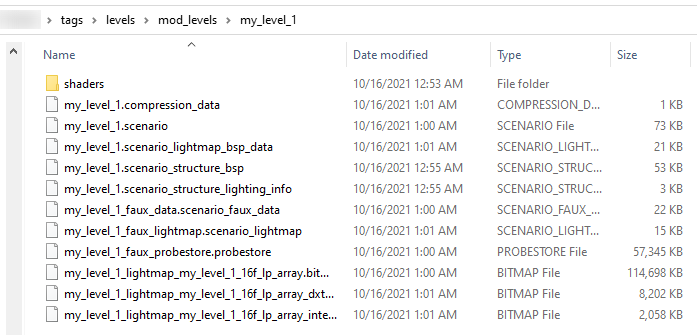 tags > levels > mod_levels > my_level_1
Name Date modified Type Size
shaders 10/16/2021 12:53 AM File folder
my_level_1.compression_data 10/16/2021 1:01 AM COMPRESSION_D... 1 KB
my_level_1.scenario 10/16/2021 1:00 AM SCENARIO File 73 KB
my_level_1.scenario_lightmap_bsp_data 10/16/2021 1:01 AM SCENARIO_LIGHT... 21 KB
my_level_1.scenario_structure_bsp 10/16/2021 12:55 AM SCENARIO_STRUC... 53 KB
my_level_1.scenario_structure_lighting_info 10/16/2021 12:55 AM SCENARIO_STRUC... 3 KB
my_level_1_faux_data.scenario_faux_data 10/16/2021 1:00 AM SCENARIO_FAUX_... 22 KB
my_level_1_faux_lightmap.scenario_lightmap 10/16/2021 1:01 AM SCENARIO_LIGHT... 15 KB
my_level_1_faux_probestore.probestore 10/16/2021 1:00 AM PROBESTORE File 57,345 KB
my_level_1_lightmap_my_level_1_16f_lp_array.bit... 10/16/2021 1:00 AM BITMAP File 114,698 KB
my_level_1_lightmap_my_level_1_16f_lp_array_dxt... 10/16/2021 1:01 AM BITMAP File 8,202 KB
my_level_1_lightmap_my_level_1_16f_lp_array_inte... 10/16/2021 1:01 AM BITMAP File 2,058 KB